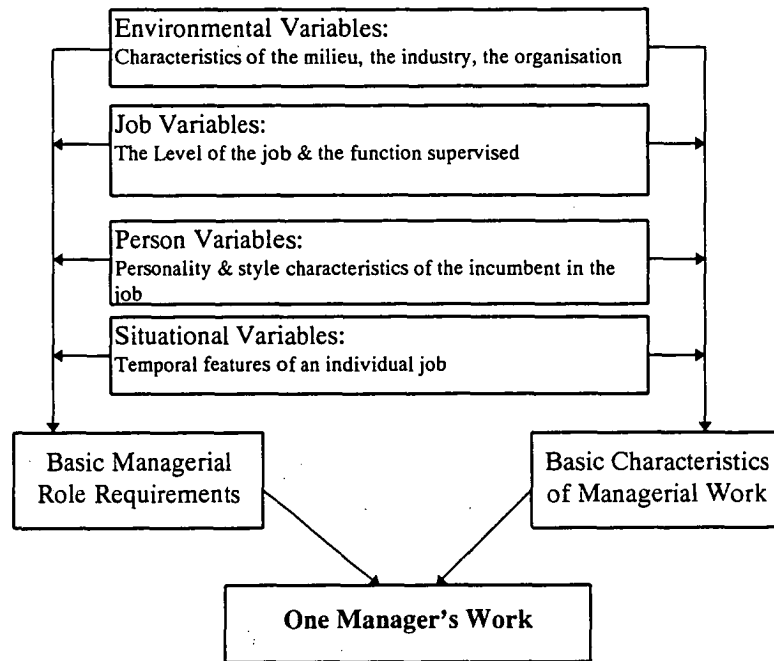 Environmental Variables:
Characteristics of the milieu, the industry, the organisation
Job Variables:
The Level of the job & the function supervised
Person Variables:
Personality & style characteristics of the incumbent in the
job
Situational Variables:
Temporal features of an individual job
Basic Managerial
Role Requirements
Basic Characteristics
of Managerial Work
One Manager's Work